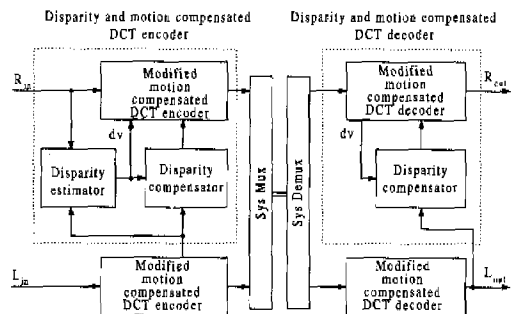 Disparity and motion compensated
DCT encoder
Disparity and motion compensated
DCT decoder
R_in
Modified
motion
compensated
DCT encoder
dv
Disparity
estimator
Disparity
compensator
Sys Mux
Sys Demux
Modified
motion
compensated
DCT decoder
R_out
dv
Disparity
compensator
L_in
Modified
motion
compensated
DCT encoder
Modified
motion
compensated
DCT decoder
L_out